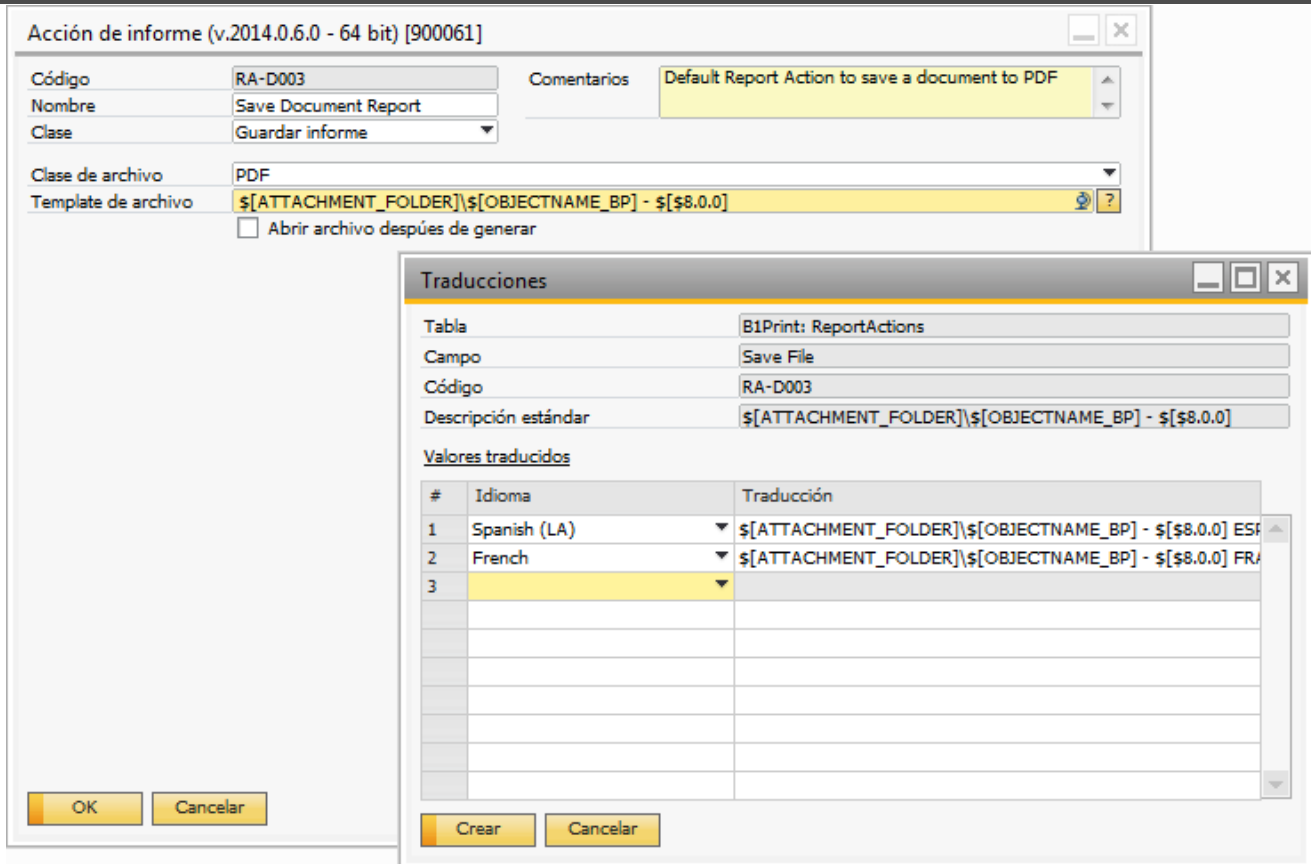 Acción de informe (v.2014.0.6.0 - 64 bit) [900061]
Código RA-D003 Comentarios Default Report Action to save a document to PDF
Nombre Save Document Report
Clase Guardar informe
Clase de archivo PDF
Template de archivo $[ATTACHMENT_FOLDER]\$[OBJECTNAME_BP] - $[$8.0.0] ?
Abrir archivo despúes de generar
Traducciones
Tabla B1Print: ReportActions
Campo Save File
Código RA-D003
Descripción estándar $[ATTACHMENT_FOLDER]\$[OBJECTNAME_BP] - $[$8.0.0]
Valores traducidos
# Idioma Traducción
1 Spanish (LA) $[ATTACHMENT_FOLDER]\$[OBJECTNAME_BP] - $[$8.0.0] ESP
2 French $[ATTACHMENT_FOLDER]\$[OBJECTNAME_BP] - $[$8.0.0] FRA
3
OK Cancelar
Crear Cancelar